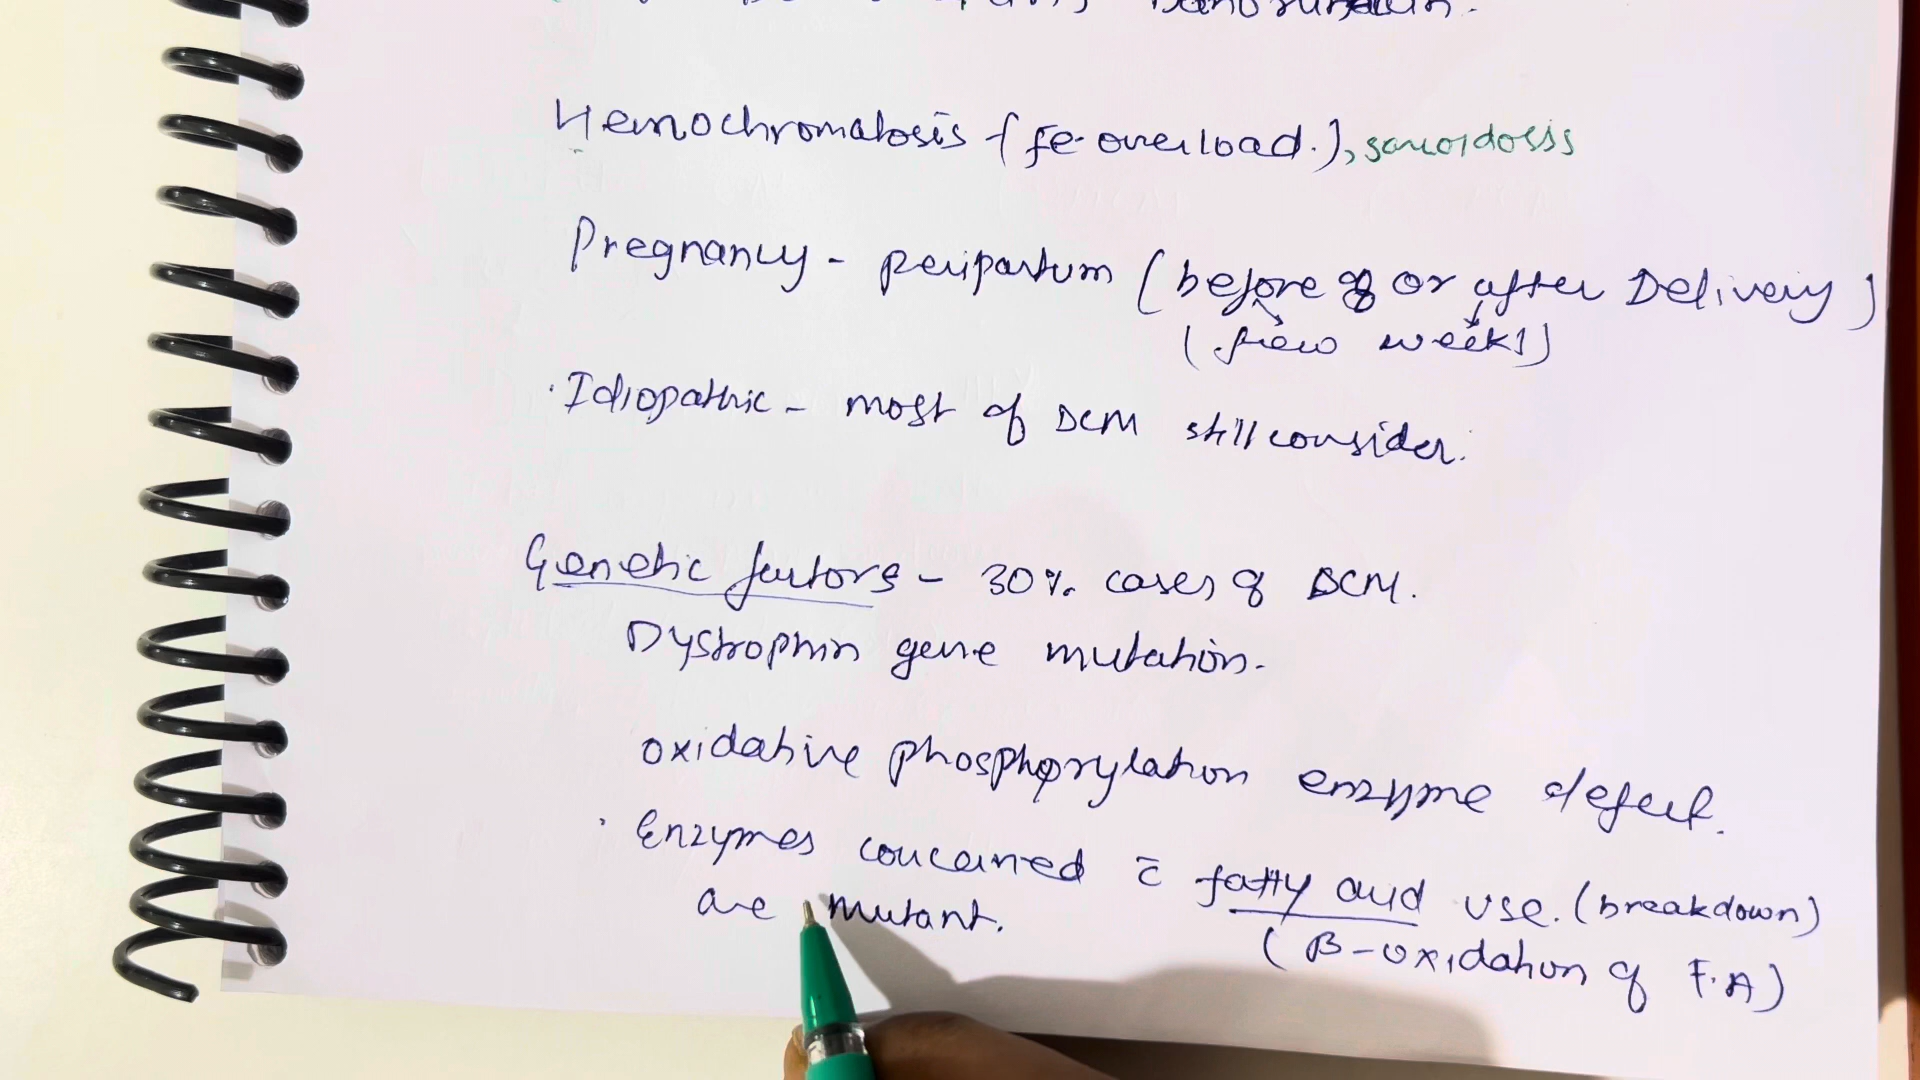 Hemochromatosis - (Fe-overload.), sarcoidosis
Pregnancy - peripartum (before or after Delivery)
(few weeks)
Idiopathic - most of DCM still consider.
Genetic factors - 30% cases of DCM.
Dystrophin gene mutation.
oxidative phosphorylation enzyme defect.
Enzymes concerned c̄ fatty acid use. (breakdown)
are mutant.
(β-oxidation of F.A)